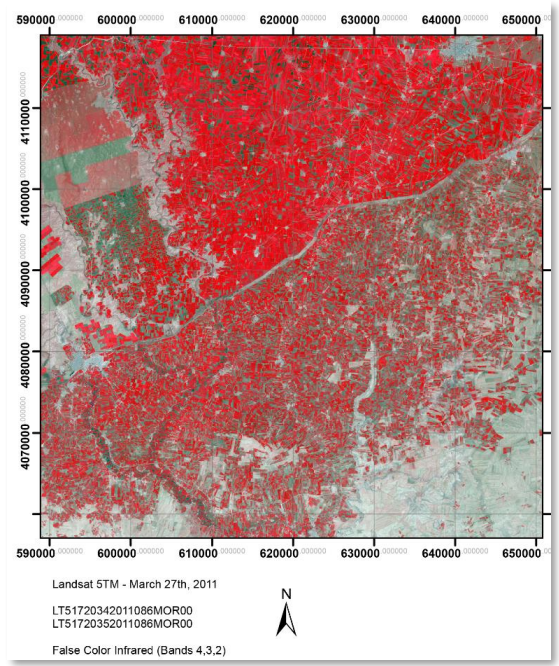 590000.000000 600000.000000 610000.000000 620000.000000 630000.000000 640000.000000 650000.000000
4110000.000000
4100000.000000
4090000.000000
4080000.000000
4070000.000000
590000.000000 600000.000000 610000.000000 620000.000000 630000.000000 640000.000000 650000.000000
Landsat 5TM - March 27th, 2011
N
LT51720342011086MOR00
LT51720352011086MOR00
False Color Infrared (Bands 4,3,2)